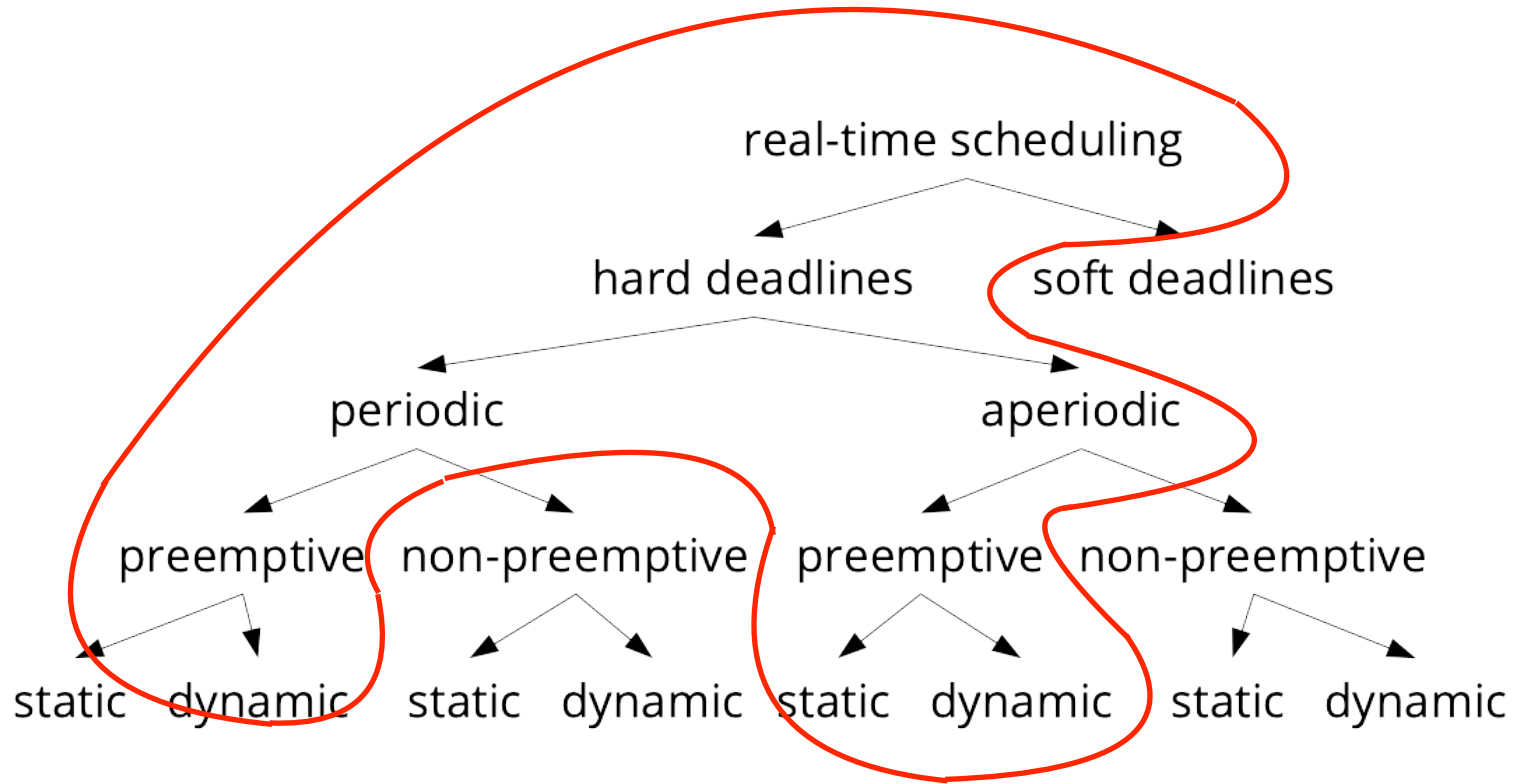 real-time scheduling
hard deadlines soft deadlines
periodic aperiodic
preemptive non-preemptive preemptive non-preemptive
static dynamic static dynamic static dynamic static dynamic